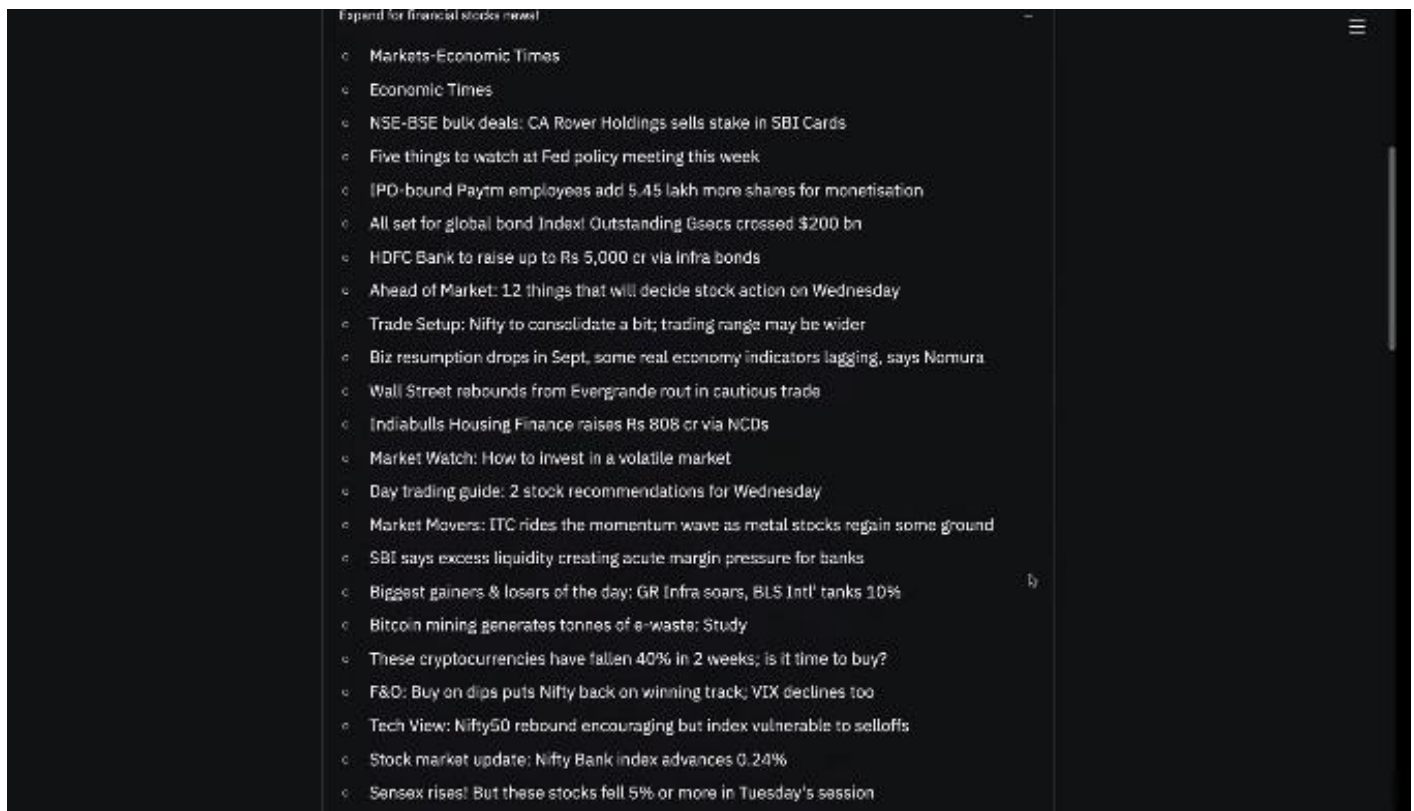 Expand for financial stocks news!
Markets-Economic Times
Economic Times
NSE-BSE bulk deals: CA Rover Holdings sells stake in SBI Cards
Five things to watch at Fed policy meeting this week
IPO-bound Paytm employees add 5.45 lakh more shares for monetisation
All set for global bond Index! Outstanding Gsecs crossed $200 bn
HDFC Bank to raise up to Rs 5,000 cr via infra bonds
Ahead of Market: 12 things that will decide stock action on Wednesday
Trade Setup: Nifty to consolidate a bit; trading range may be wider
Biz resumption drops in Sept, some real economy indicators lagging, says Nomura
Wall Street rebounds from Evergrande rout in cautious trade
Indiabulls Housing Finance raises Rs 808 cr via NCDs
Market Watch: How to invest in a volatile market
Day trading guide: 2 stock recommendations for Wednesday
Market Movers: ITC rides the momentum wave as metal stocks regain some ground
SBI says excess liquidity creating acute margin pressure for banks
Biggest gainers & losers of the day: GR Infra soars, BLS Intl' tanks 10%
Bitcoin mining generates tonnes of e-waste: Study
These cryptocurrencies have fallen 40% in 2 weeks; is it time to buy?
F&O: Buy on dips puts Nifty back on winning track; VIX declines too
Tech View: Nifty50 rebound encouraging but index vulnerable to selloffs
Stock market update: Nifty Bank index advances 0.24%
Sensex rises! But these stocks fell 5% or more in Tuesday's session